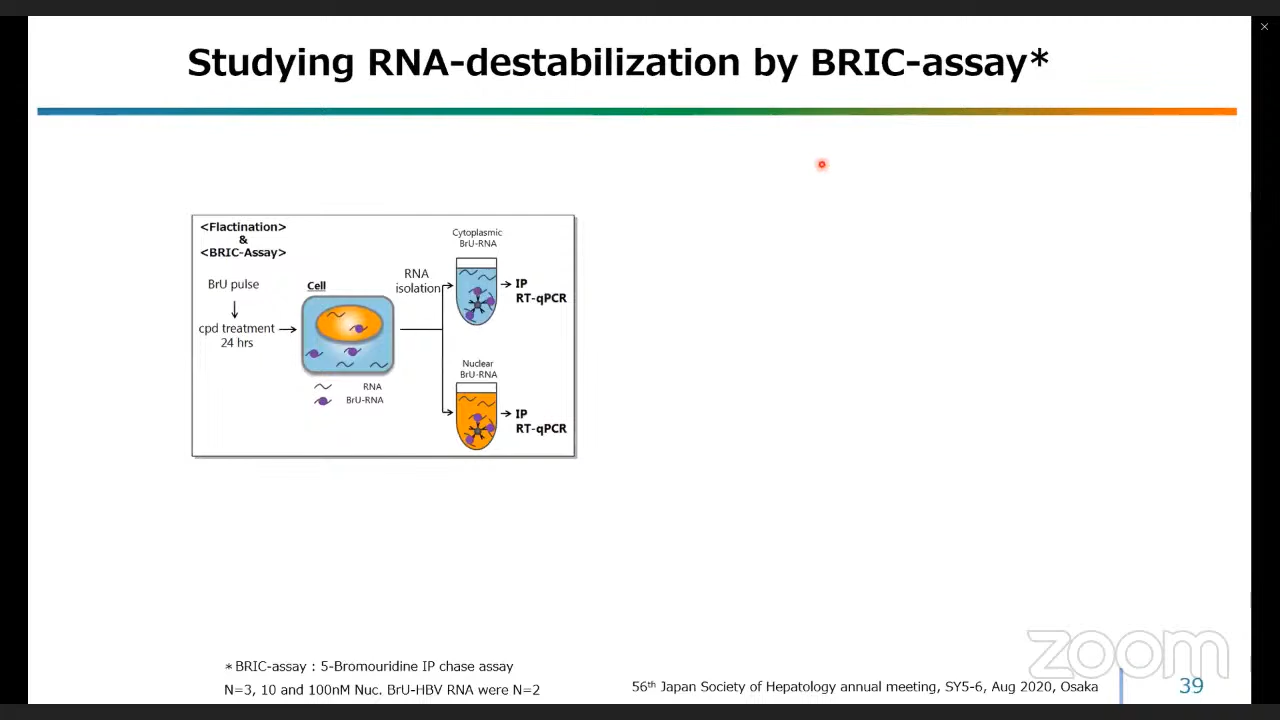 Studying RNA-destabilization by BRIC-assay*
<Flactination>
&
<BRIC-Assay>
BrU pulse
cpd treatment
24 hrs
Cell
RNA
BrU-RNA
RNA
isolation
Cytoplasmic
BrU-RNA
IP
RT-qPCR
Nuclear
BrU-RNA
IP
RT-qPCR
*BRIC-assay : 5-Bromouridine IP chase assay
N=3, 10 and 100nM Nuc. BrU-HBV RNA were N=2
56th Japan Society of Hepatology annual meeting, SY5-6, Aug 2020, Osaka
39
zoom